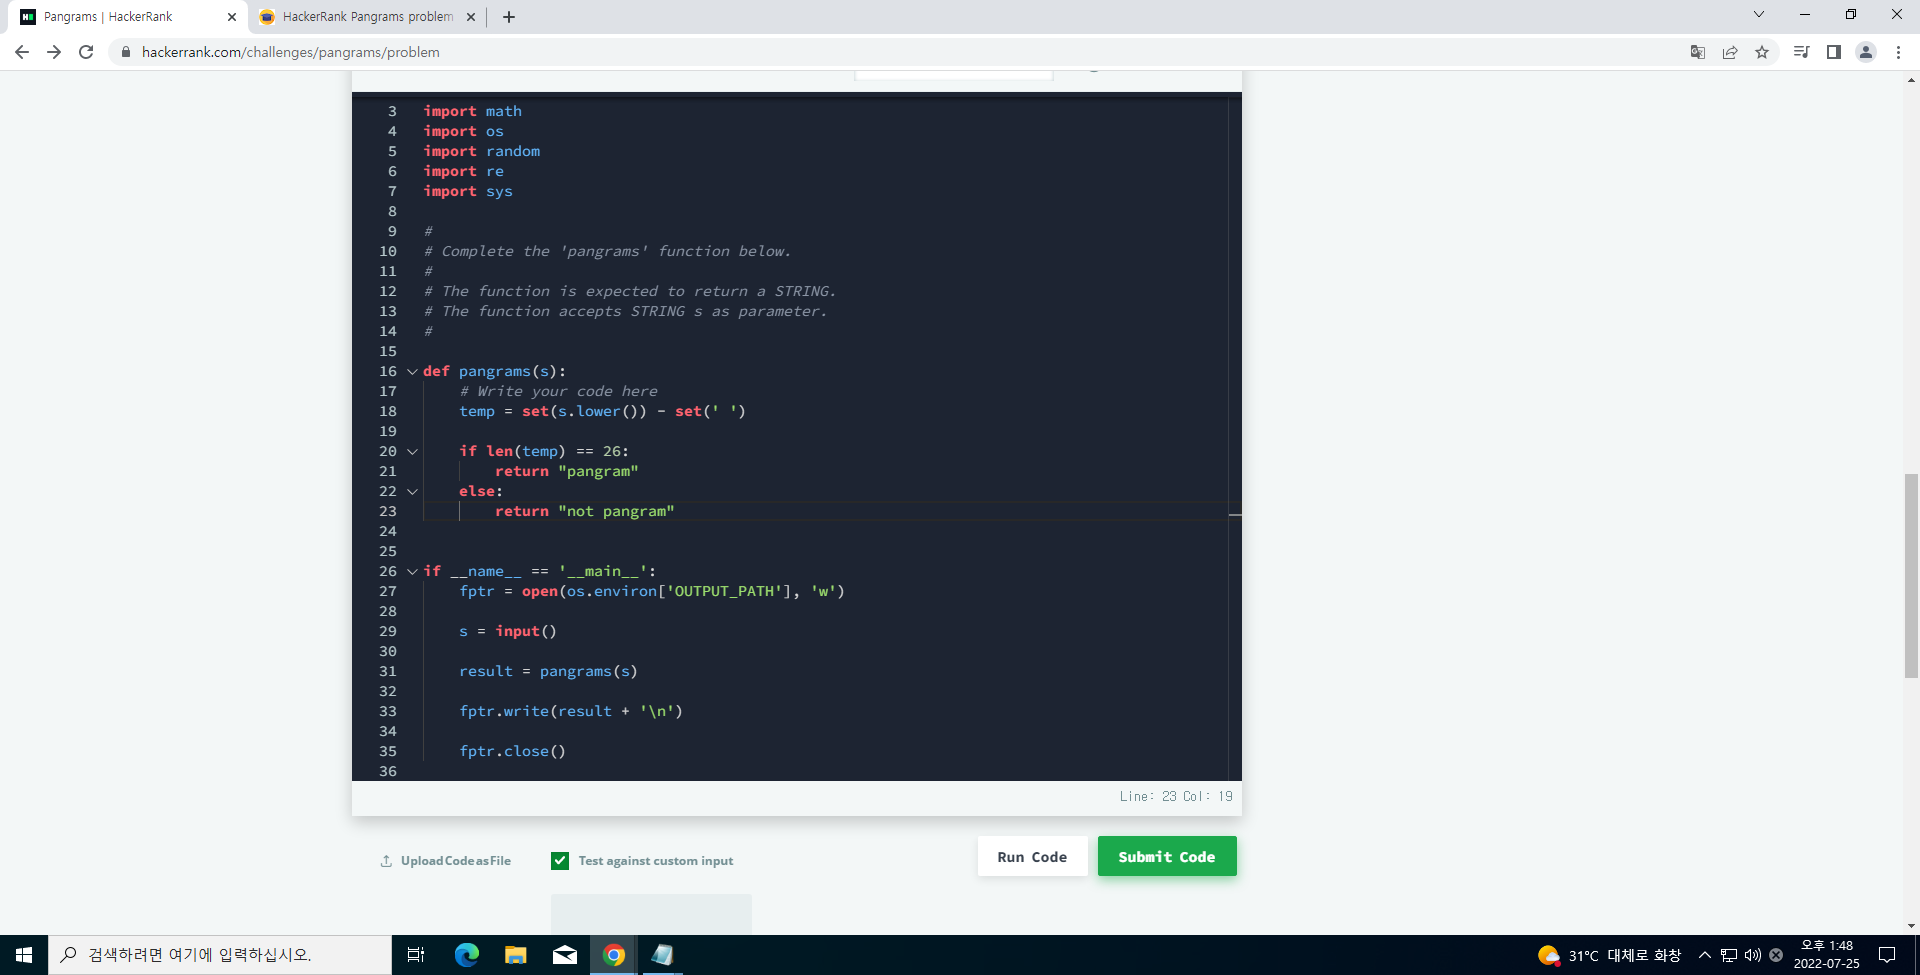 Pangrams | HackerRank
HackerRank Pangrams problem
hackerrank.com/challenges/pangrams/problem
3 import math
4 import os
5 import random
6 import re
7 import sys
8
9 #
10 # Complete the 'pangrams' function below.
11 #
12 # The function is expected to return a STRING.
13 # The function accepts STRING s as parameter.
14 #
15
16 def pangrams(s):
17 # Write your code here
18 temp = set(s.lower()) - set(' ')
19
20 if len(temp) == 26:
21 return "pangram"
22 else:
23 return "not pangram"
24
25
26 if __name__ == '__main__':
27 fptr = open(os.environ['OUTPUT_PATH'], 'w')
28
29 s = input()
30
31 result = pangrams(s)
32
33 fptr.write(result + '\n')
34
35 fptr.close()
36
Line: 23 Col: 19
Upload Code as File
Test against custom input
Run Code
Submit Code
검색하려면 여기에 입력하십시오.
31°C 대체로 화창
오후 1:48
2022-07-25